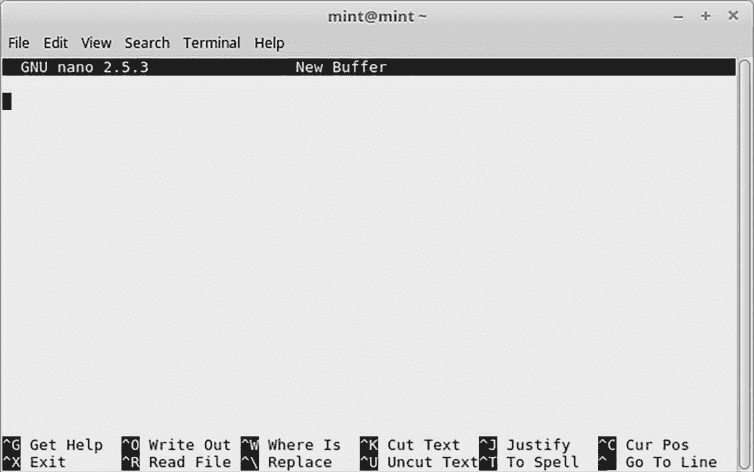 mint@mint ~
File Edit View Search Terminal Help
GNU nano 2.5.3 New Buffer
^G Get Help ^O Write Out ^W Where Is ^K Cut Text ^J Justify ^C Cur Pos
^X Exit ^R Read File ^\ Replace ^U Uncut Text ^T To Spell ^_ Go To Line